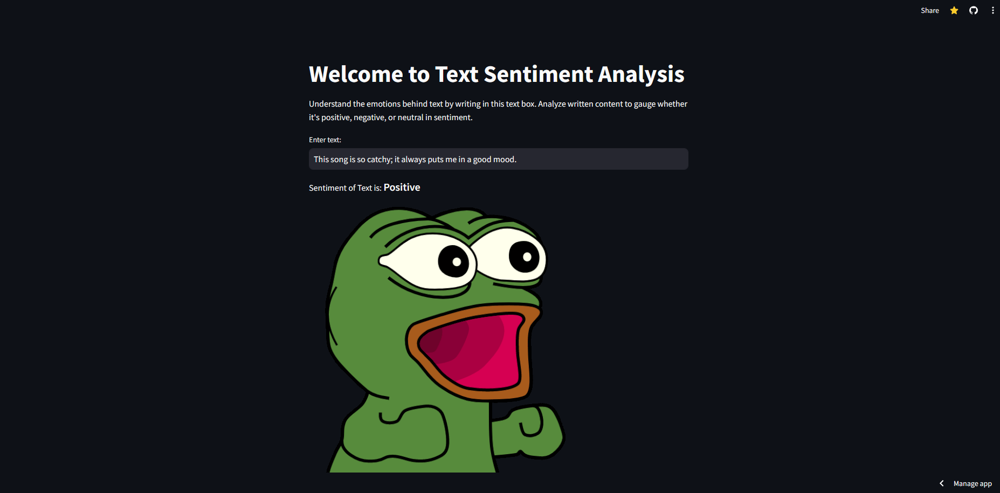 Share
Welcome to Text Sentiment Analysis
Understand the emotions behind text by writing in this text box. Analyze written content to gauge whether
it's positive, negative, or neutral in sentiment.
Enter text:
This song is so catchy; it always puts me in a good mood.
Sentiment of Text is: Positive
Manage app